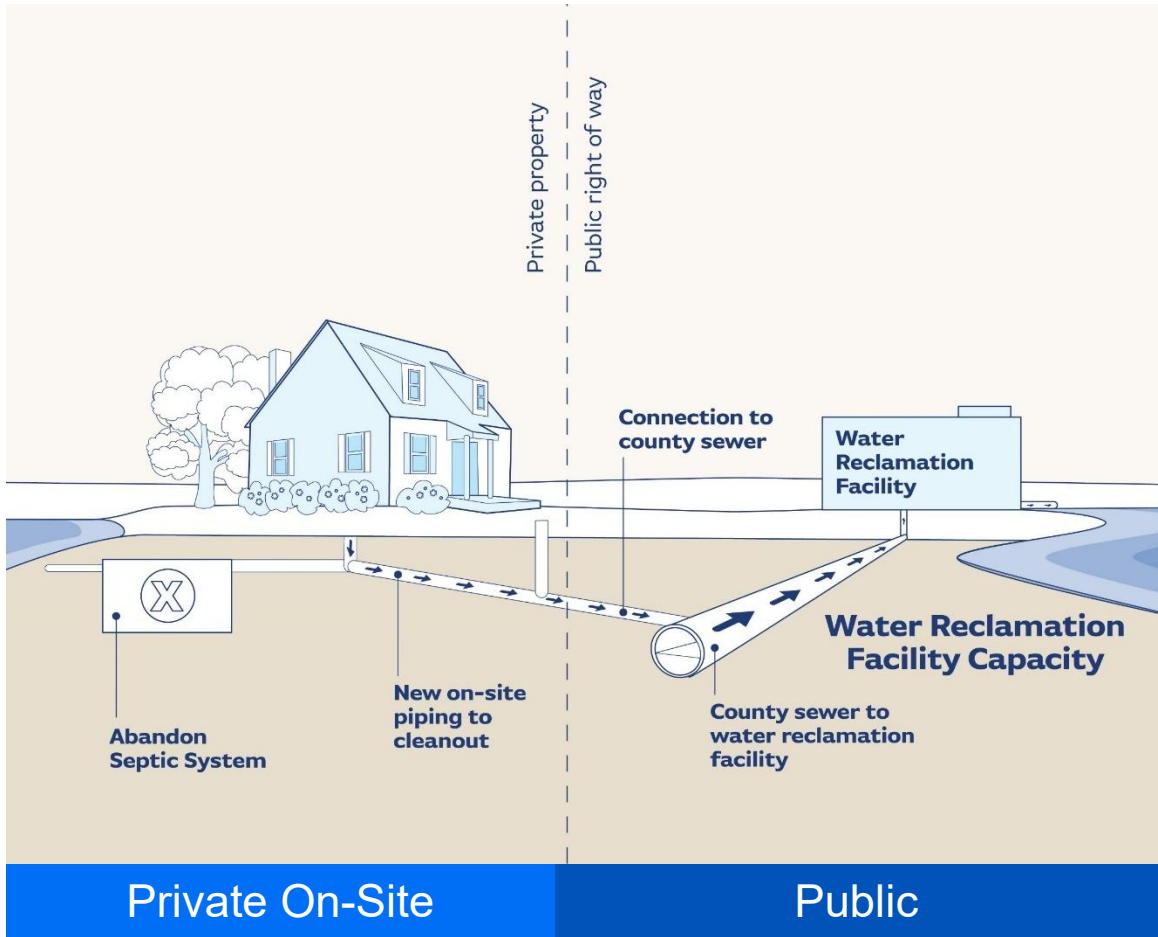 Private property
Public right of way
Connection to
county sewer
Water
Reclamation
Facility
X
Water Reclamation
Facility Capacity
New on-site
piping to
cleanout
County sewer to
water reclamation
facility
Abandon
Septic System
Private On-Site
Public